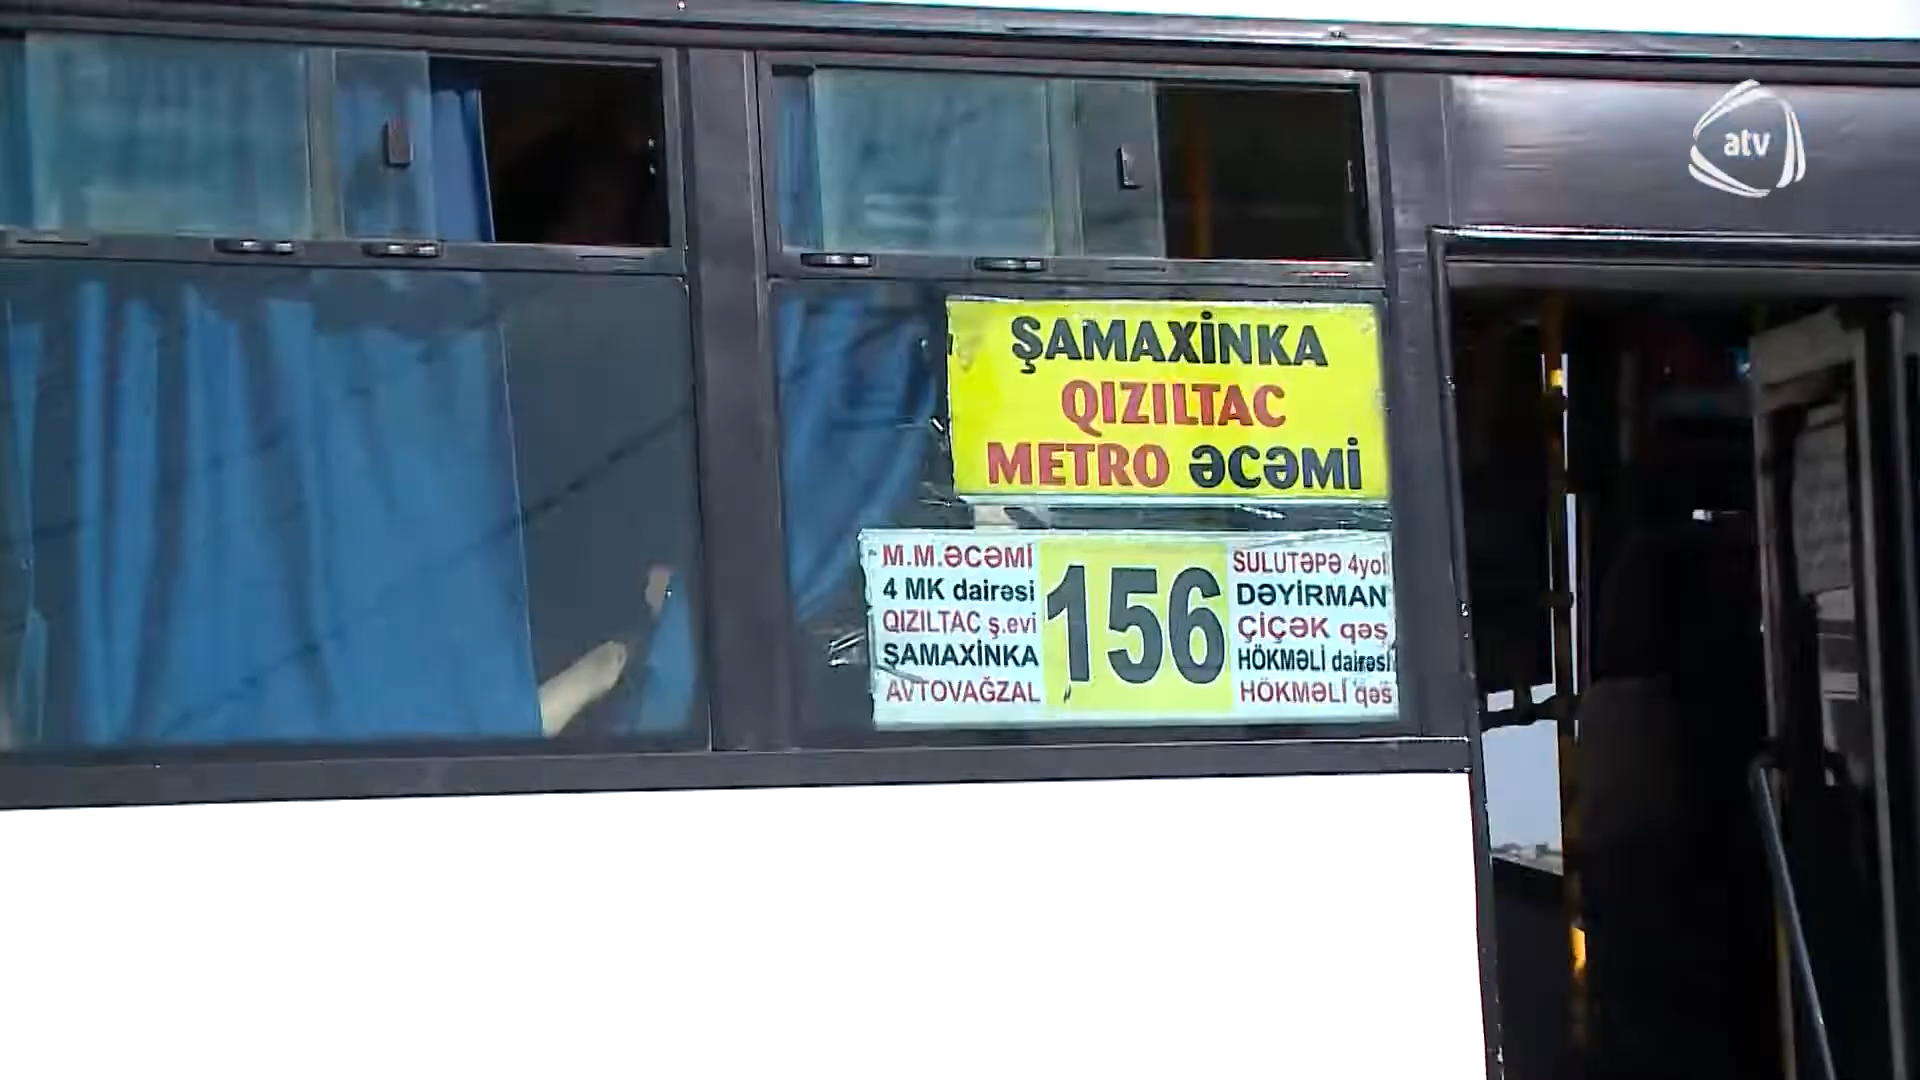 atv
ŞAMAXİNKA
QIZILTAC
METRO ƏCƏMİ
M.M.ƏCƏMİ
4 MK dairəsi
QIZILTAC ş.evi
ŞAMAXİNKA
AVTOVAĞZAL
156
SULUTƏPƏ 4yol
DƏYİRMAN
ÇİÇƏK qəs
HÖKMƏLİ dairəsi
HÖKMƏLİ qəs